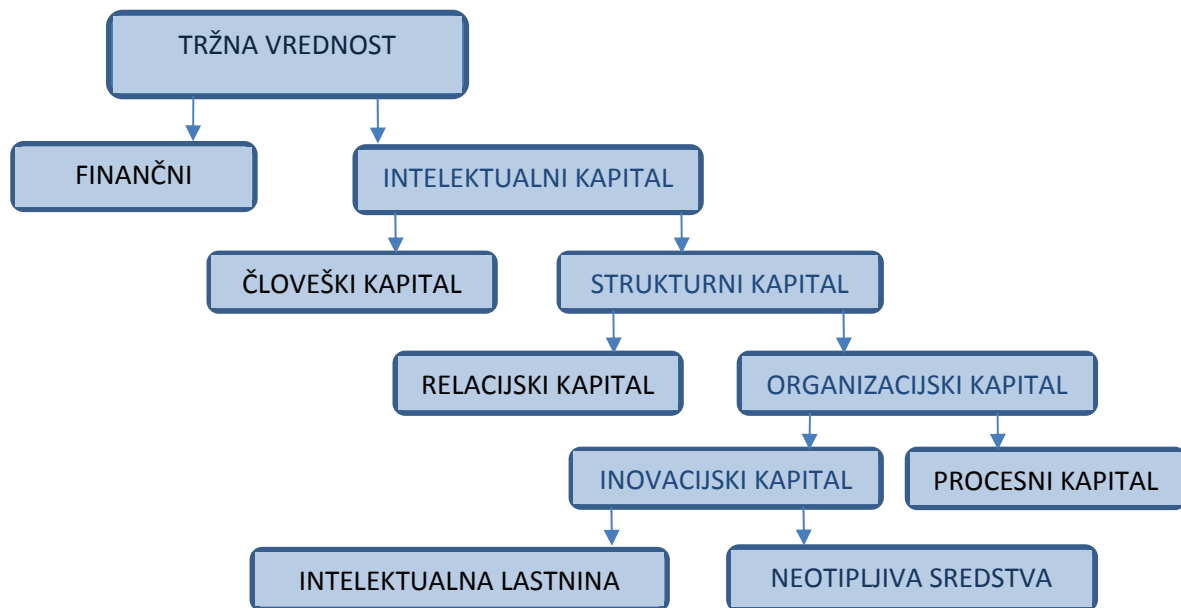 TRŽNA VREDNOST
FINANČNI
INTELEKTUALNI KAPITAL
ČLOVEŠKI KAPITAL
STRUKTURNI KAPITAL
RELACIJSKI KAPITAL
ORGANIZACIJSKI KAPITAL
INOVACIJSKI KAPITAL
PROCESNI KAPITAL
INTELEKTUALNA LASTNINA
NEOTIPLJIVA SREDSTVA